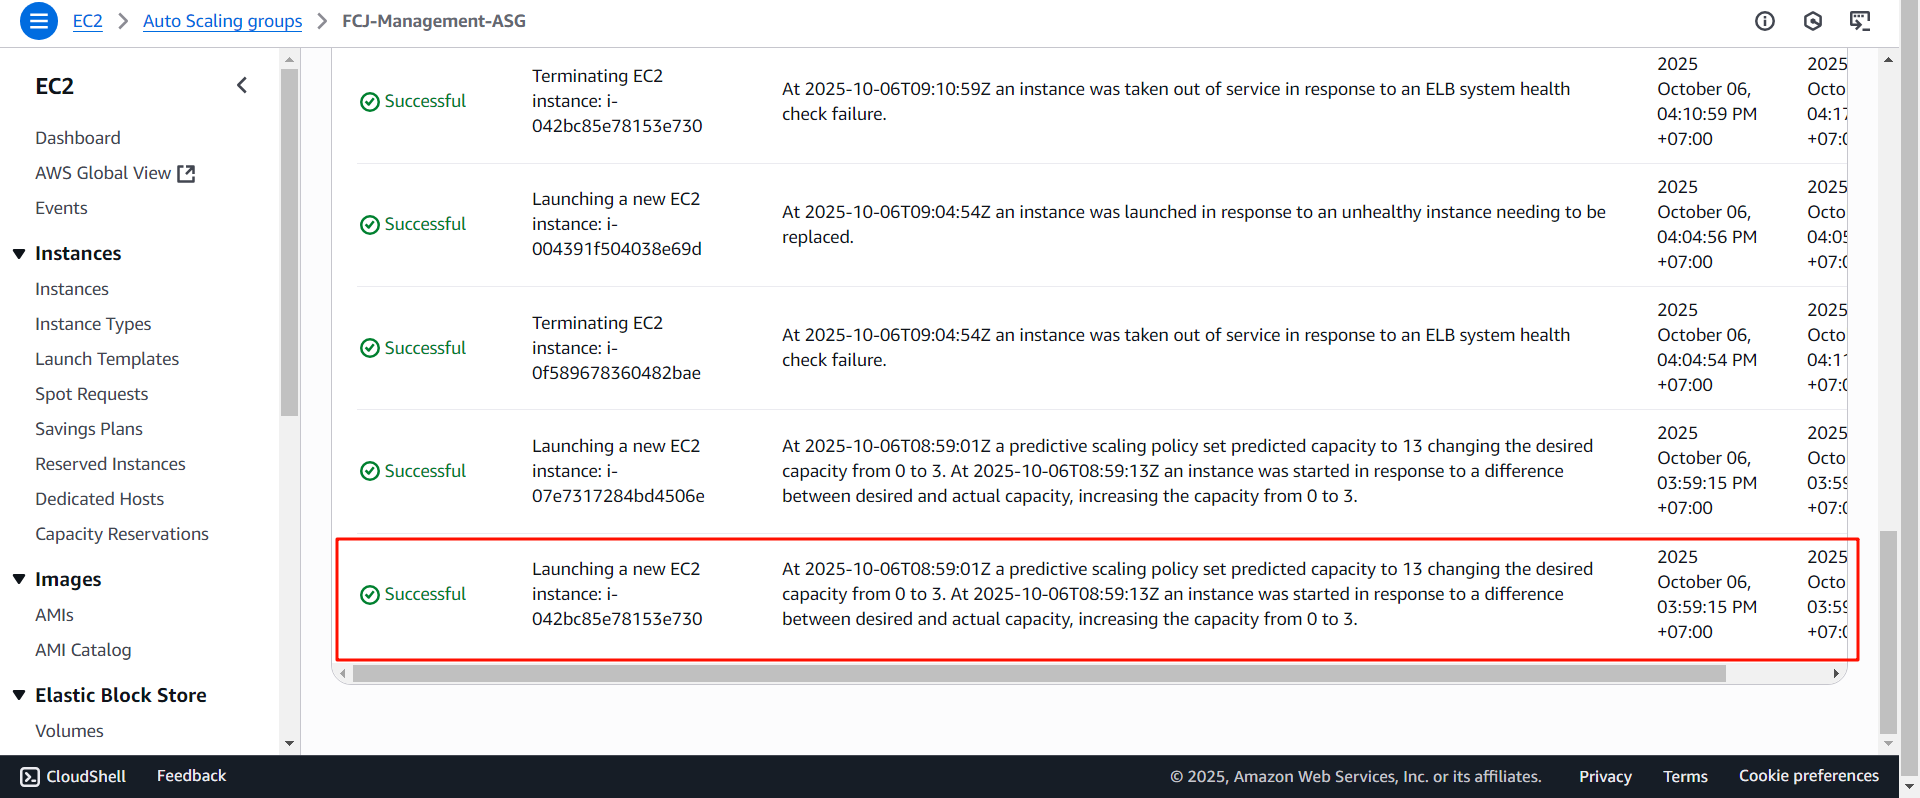 EC2 > Auto Scaling groups > FCJ-Management-ASG
EC2
Dashboard
AWS Global View
Events
Instances
Instances
Instance Types
Launch Templates
Spot Requests
Savings Plans
Reserved Instances
Dedicated Hosts
Capacity Reservations
Images
AMIs
AMI Catalog
Elastic Block Store
Volumes
Successful
Terminating EC2
instance: i-
042bc85e78153e730
At 2025-10-06T09:10:59Z an instance was taken out of service in response to an ELB system health
check failure.
2025
October 06,
04:10:59 PM
+07:00
2025
Octo
04:17
+07:0
Successful
Launching a new EC2
instance: i-
004391f504038e69d
At 2025-10-06T09:04:54Z an instance was launched in response to an unhealthy instance needing to be
replaced.
2025
October 06,
04:04:56 PM
+07:00
2025
Octo
04:05
+07:0
Successful
Terminating EC2
instance: i-
0f589678360482bae
At 2025-10-06T09:04:54Z an instance was taken out of service in response to an ELB system health
check failure.
2025
October 06,
04:04:54 PM
+07:00
2025
Octo
04:11
+07:0
Successful
Launching a new EC2
instance: i-
07e7317284bd4506e
At 2025-10-06T08:59:01Z a predictive scaling policy set predicted capacity to 13 changing the desired
capacity from 0 to 3. At 2025-10-06T08:59:13Z an instance was started in response to a difference
between desired and actual capacity, increasing the capacity from 0 to 3.
2025
October 06,
03:59:15 PM
+07:00
2025
Octo
03:59
+07:0
Successful
Launching a new EC2
instance: i-
042bc85e78153e730
At 2025-10-06T08:59:01Z a predictive scaling policy set predicted capacity to 13 changing the desired
capacity from 0 to 3. At 2025-10-06T08:59:13Z an instance was started in response to a difference
between desired and actual capacity, increasing the capacity from 0 to 3.
2025
October 06,
03:59:15 PM
+07:00
2025
Octo
03:59
+07:0
CloudShell Feedback © 2025, Amazon Web Services, Inc. or its affiliates. Privacy Terms Cookie preferences